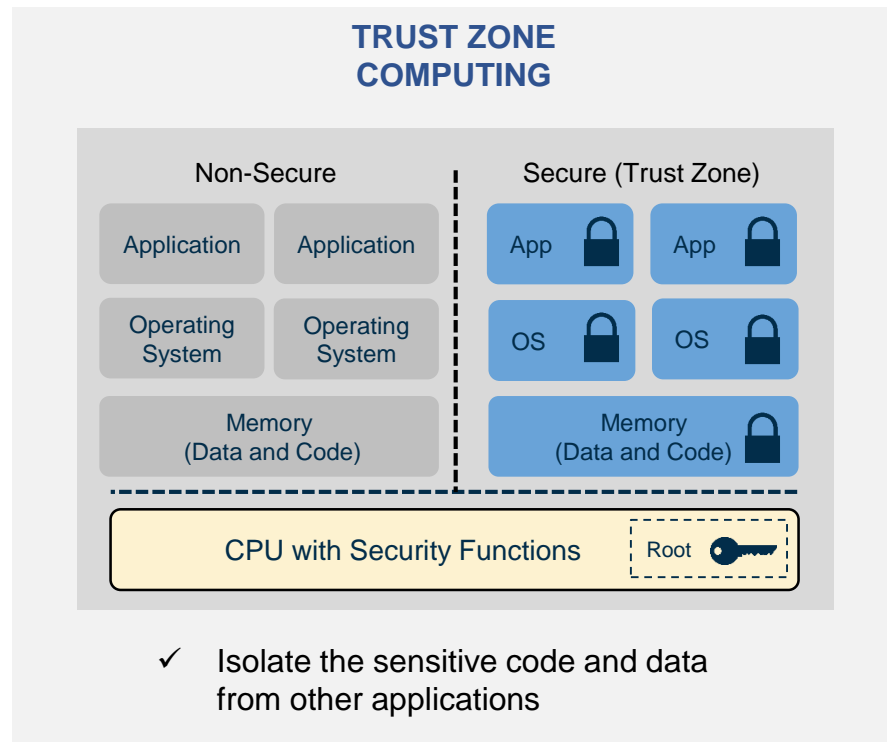 TRUST ZONE
COMPUTING
Non-Secure
Secure (Trust Zone)
Application
Application
App
App
Operating
System
Operating
System
OS
OS
Memory
(Data and Code)
Memory
(Data and Code)
CPU with Security Functions
Root
✓ Isolate the sensitive code and data
from other applications